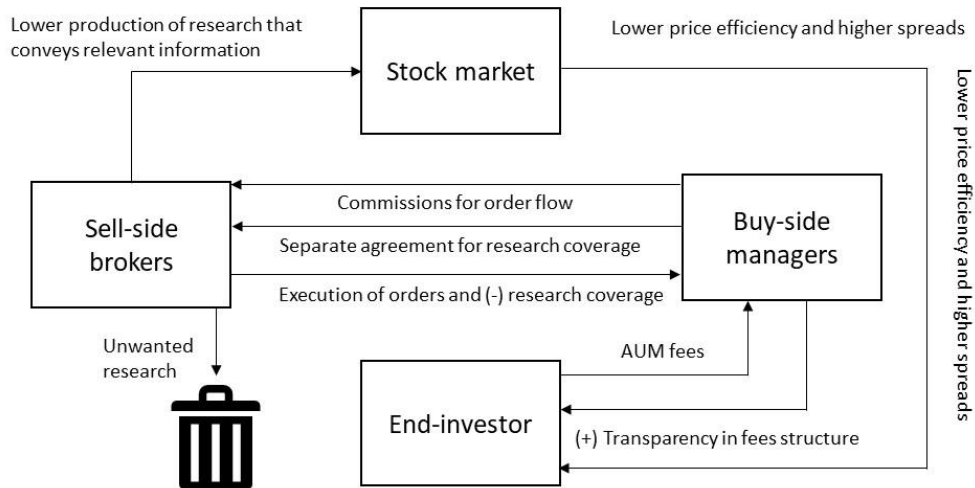 Lower production of research that
conveys relevant information
Lower price efficiency and higher spreads
Stock market
Lower price efficiency and higher spreads
Sell-side
brokers
Commissions for order flow
Separate agreement for research coverage
Execution of orders and (-) research coverage
Buy-side
managers
Unwanted
research
AUM fees
End-investor
(+) Transparency in fees structure